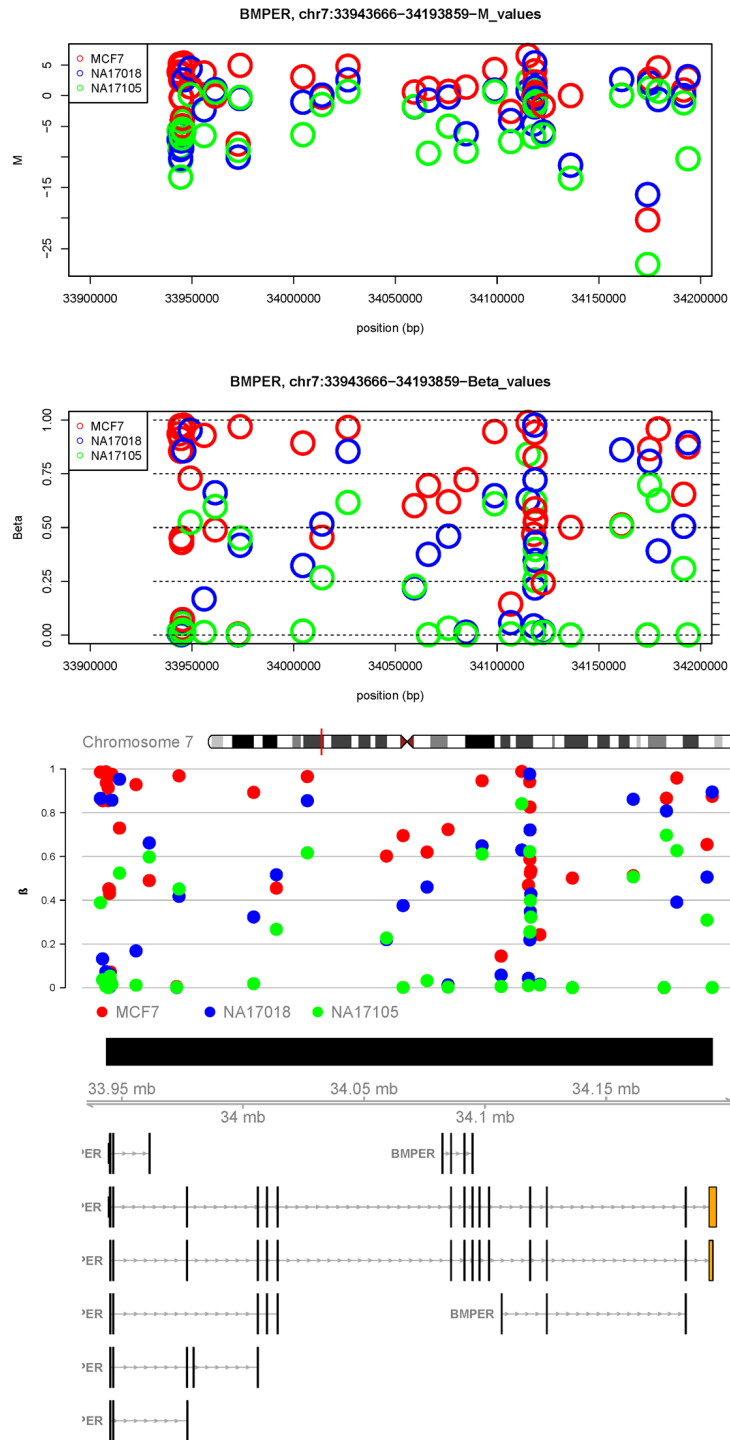 BMPER, chr7:33943666−34193859−M_values
MCF7
NA17018
NA17105
M
5
0
−5
−15
−25
33900000 33950000 34000000 34050000 34100000 34150000 34200000
position (bp)
BMPER, chr7:33943666−34193859−Beta_values
MCF7
NA17018
NA17105
Beta
1.00
0.75
0.50
0.25
0.00
33900000 33950000 34000000 34050000 34100000 34150000 34200000
position (bp)
Chromosome 7
ß
1
0.8
0.6
0.4
0.2
0
MCF7 NA17018 NA17105
33.95 mb 34.05 mb 34.15 mb
34 mb 34.1 mb
PER BMPER
PER
PER
PER BMPER
PER
PER